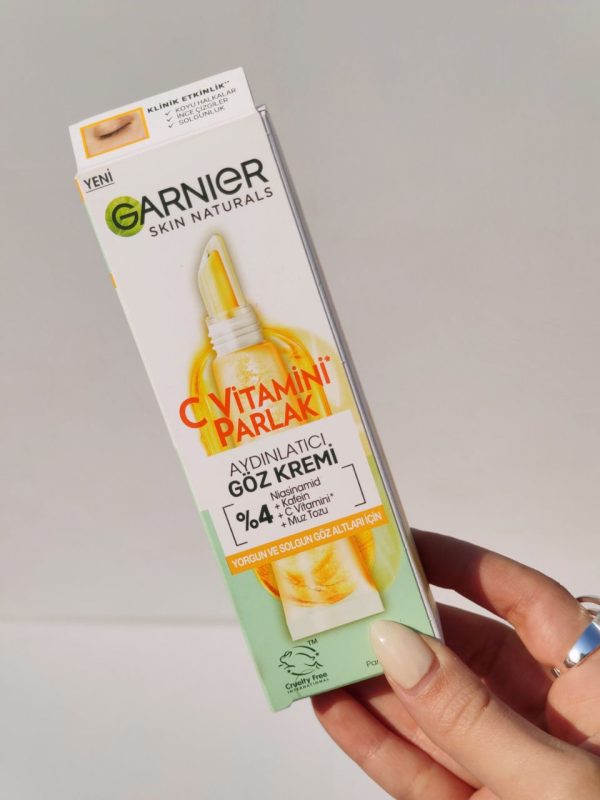 KLİNİK ETKİNLİK**
✓ KOYU HALKALAR
✓ İNCE ÇİZGİLER
✓ SOLGUNLUK
YENİ
GARNIER
SKIN NATURALS
C VİTAMİNİ*
PARLAK
AYDINLATICI
GÖZ KREMİ
%4
Niasinamid
+ Kafein
+ C Vitamini*
+ Muz Tozu
YORGUN VE SOLGUN GÖZ ALTLARI İÇİN
TM
Cruelty Free
INTERNATIONAL